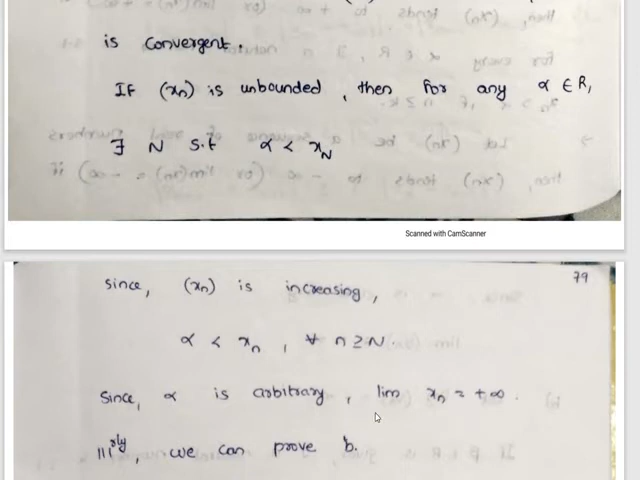 is convergent.
If (xn) is unbounded, then for any α ∈ R,
∃ N s.t α < xN
Scanned with CamScanner
79
since, (xn) is increasing,
α < xn, ∀ n ≥ N.
Since, α is arbitrary, lim xn = +∞.
|||rly, we can prove b.